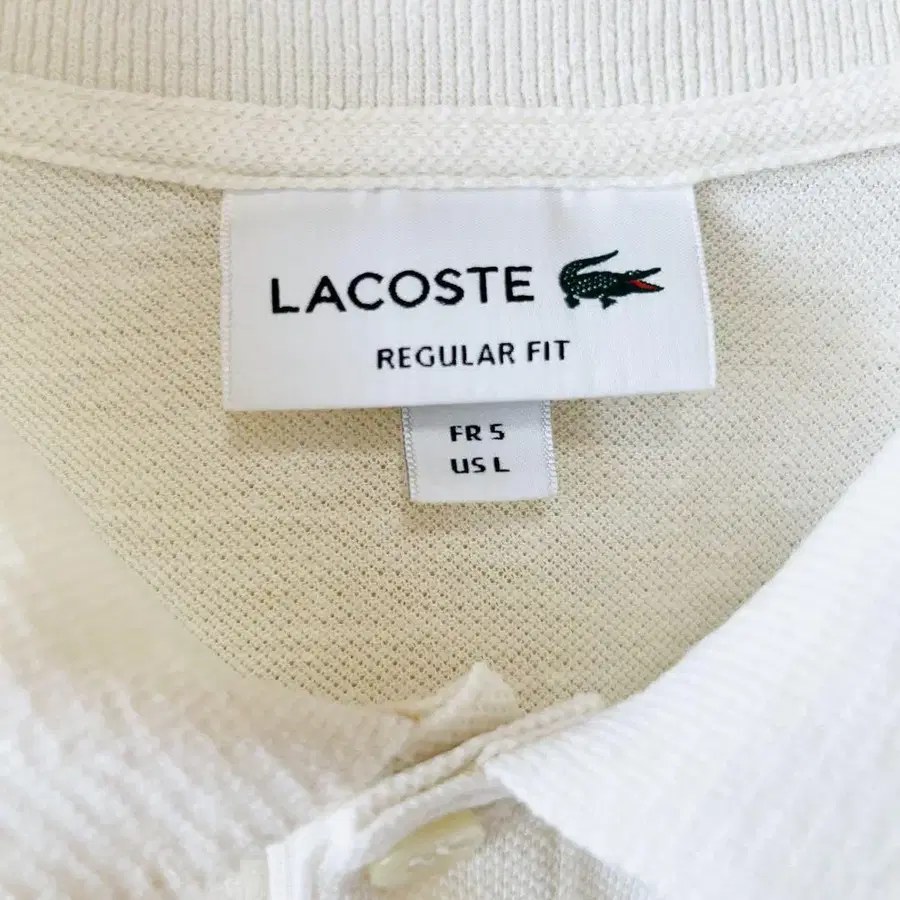 LACOSTE
REGULAR FIT
FR 5
US L